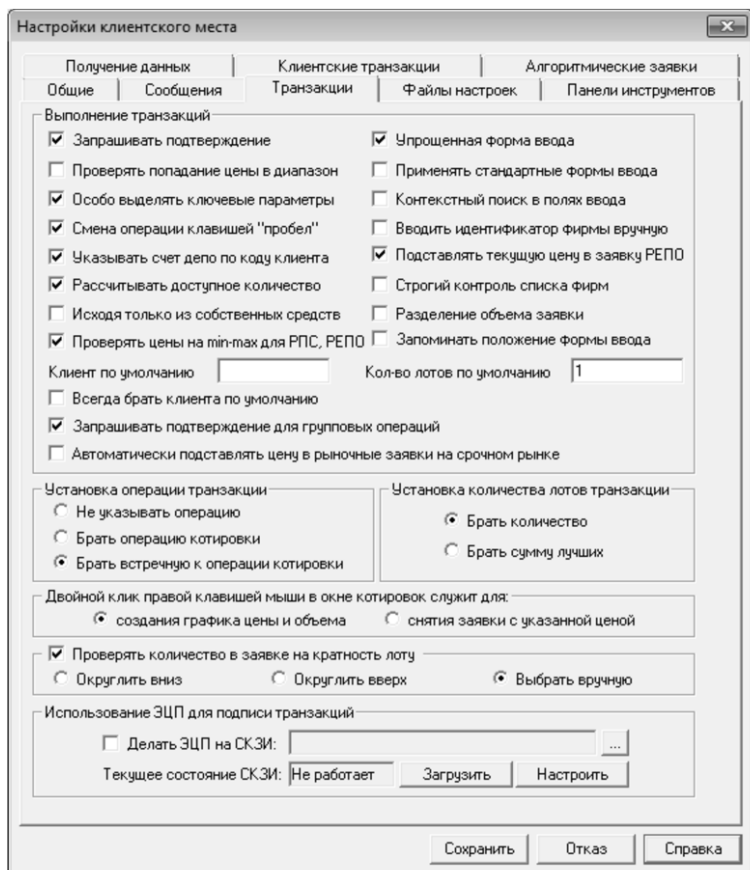 Настройки клиентского места
Получение данных Клиентские транзакции Алгоритмические заявки
Общие Сообщения Транзакции Файлы настроек Панели инструментов
Выполнение транзакций
Запрашивать подтверждение Упрощенная форма ввода
Проверять попадание цены в диапазон Применять стандартные формы ввода
Особо выделять ключевые параметры Контекстный поиск в полях ввода
Смена операции клавишей "пробел" Вводить идентификатор фирмы вручную
Указывать счет депо по коду клиента Подставлять текущую цену в заявку РЕПО
Рассчитывать доступное количество Строгий контроль списка фирм
Исходя только из собственных средств Разделение объема заявки
Проверять цены на min-max для РПС, РЕПО Запоминать положение формы ввода
Клиент по умолчанию Кол-во лотов по умолчанию 1
Всегда брать клиента по умолчанию
Запрашивать подтверждение для групповых операций
Автоматически подставлять цену в рыночные заявки на срочном рынке
Установка операции транзакции Установка количества лотов транзакции
Не указывать операцию
Брать количество
Брать операцию котировки
Брать сумму лучших
Брать встречную к операции котировки
Двойной клик правой клавишей мыши в окне котировок служит для:
создания графика цены и объема снятия заявки с указанной ценой
Проверять количество в заявке на кратность лоту
Округлить вниз Округлить вверх Выбрать вручную
Использование ЭЦП для подписи транзакций
Делать ЭЦП на СКЗИ: ...
Текущее состояние СКЗИ: Не работает Загрузить Настроить
Сохранить Отказ Справка